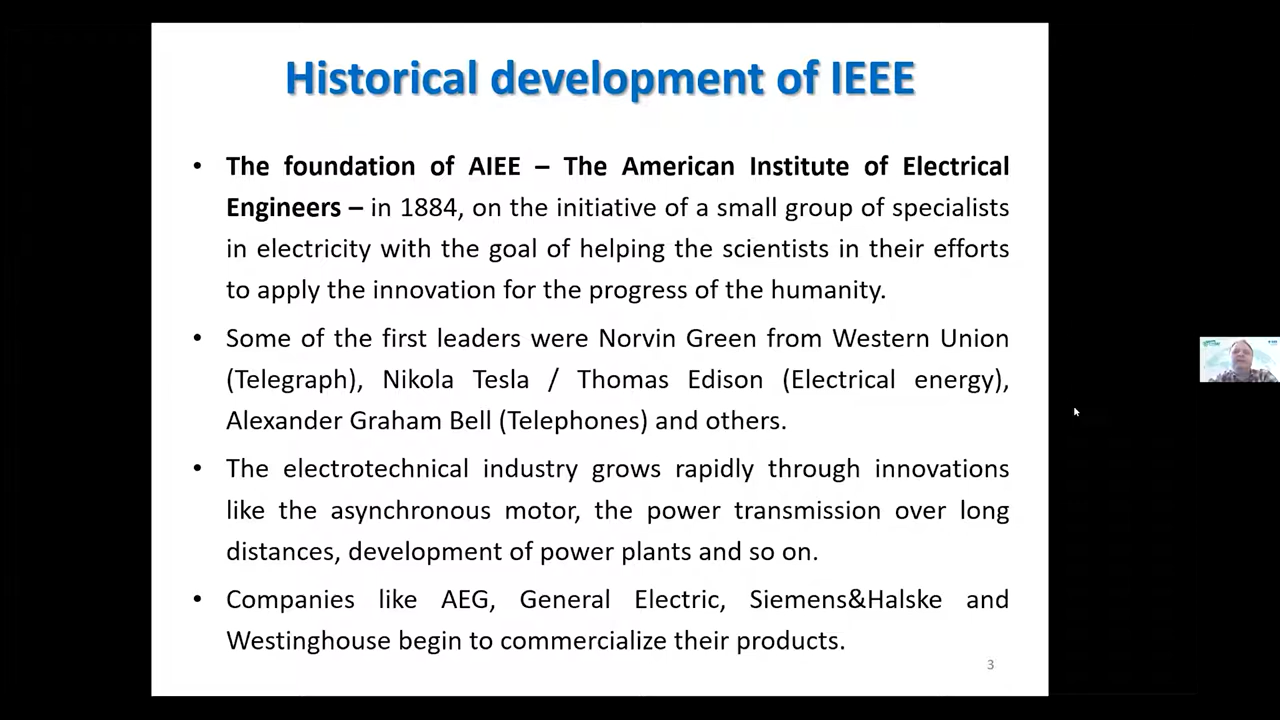 Historical development of IEEE
• The foundation of AIEE – The American Institute of Electrical
Engineers – in 1884, on the initiative of a small group of specialists
in electricity with the goal of helping the scientists in their efforts
to apply the innovation for the progress of the humanity.
• Some of the first leaders were Norvin Green from Western Union
(Telegraph), Nikola Tesla / Thomas Edison (Electrical energy),
Alexander Graham Bell (Telephones) and others.
• The electrotechnical industry grows rapidly through innovations
like the asynchronous motor, the power transmission over long
distances, development of power plants and so on.
• Companies like AEG, General Electric, Siemens&Halske and
Westinghouse begin to commercialize their products.
3